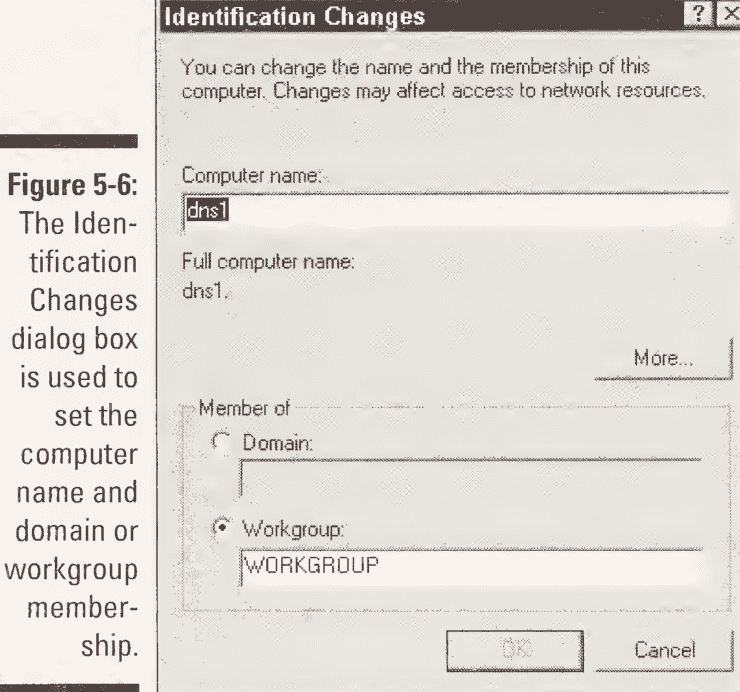 Identification Changes
You can change the name and the membership of this
computer. Changes may affect access to network resources.
Computer name:
dns1
Full computer name:
dns1.
More...
Member of
Domain:
Workgroup:
WORKGROUP
OK
Cancel
Figure 5-6:
The Iden-
tification
Changes
dialog box
is used to
set the
computer
name and
domain or
workgroup
member-
ship.